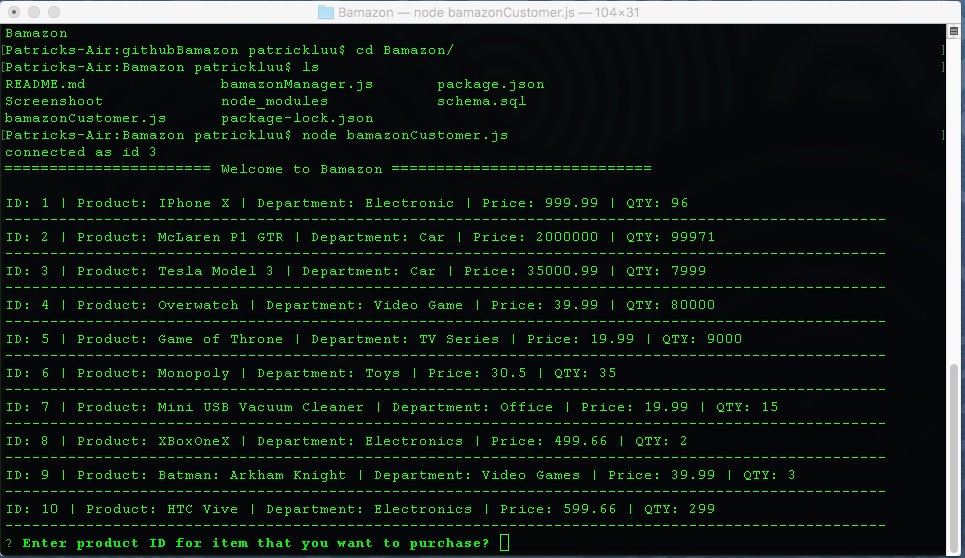 Bamazon — node bamazonCustomer.js — 104×31
Bamazon
[Patricks-Air:githubBamazon patrickluu$ cd Bamazon/ ]
[Patricks-Air:Bamazon patrickluu$ ls ]
README.md bamazonManager.js package.json
Screenshoot node_modules schema.sql
bamazonCustomer.js package-lock.json
[Patricks-Air:Bamazon patrickluu$ node bamazonCustomer.js ]
connected as id 3
======================= Welcome to Bamazon =============================
ID: 1 | Product: IPhone X | Department: Electronic | Price: 999.99 | QTY: 96
--------------------------------------------------------------------------------------------------
ID: 2 | Product: McLaren P1 GTR | Department: Car | Price: 2000000 | QTY: 99971
--------------------------------------------------------------------------------------------------
ID: 3 | Product: Tesla Model 3 | Department: Car | Price: 35000.99 | QTY: 7999
--------------------------------------------------------------------------------------------------
ID: 4 | Product: Overwatch | Department: Video Game | Price: 39.99 | QTY: 80000
--------------------------------------------------------------------------------------------------
ID: 5 | Product: Game of Throne | Department: TV Series | Price: 19.99 | QTY: 9000
--------------------------------------------------------------------------------------------------
ID: 6 | Product: Monopoly | Department: Toys | Price: 30.5 | QTY: 35
--------------------------------------------------------------------------------------------------
ID: 7 | Product: Mini USB Vacuum Cleaner | Department: Office | Price: 19.99 | QTY: 15
--------------------------------------------------------------------------------------------------
ID: 8 | Product: XBoxOneX | Department: Electronics | Price: 499.66 | QTY: 2
--------------------------------------------------------------------------------------------------
ID: 9 | Product: Batman: Arkham Knight | Department: Video Games | Price: 39.99 | QTY: 3
--------------------------------------------------------------------------------------------------
ID: 10 | Product: HTC Vive | Department: Electronics | Price: 599.66 | QTY: 299
--------------------------------------------------------------------------------------------------
? Enter product ID for item that you want to purchase?